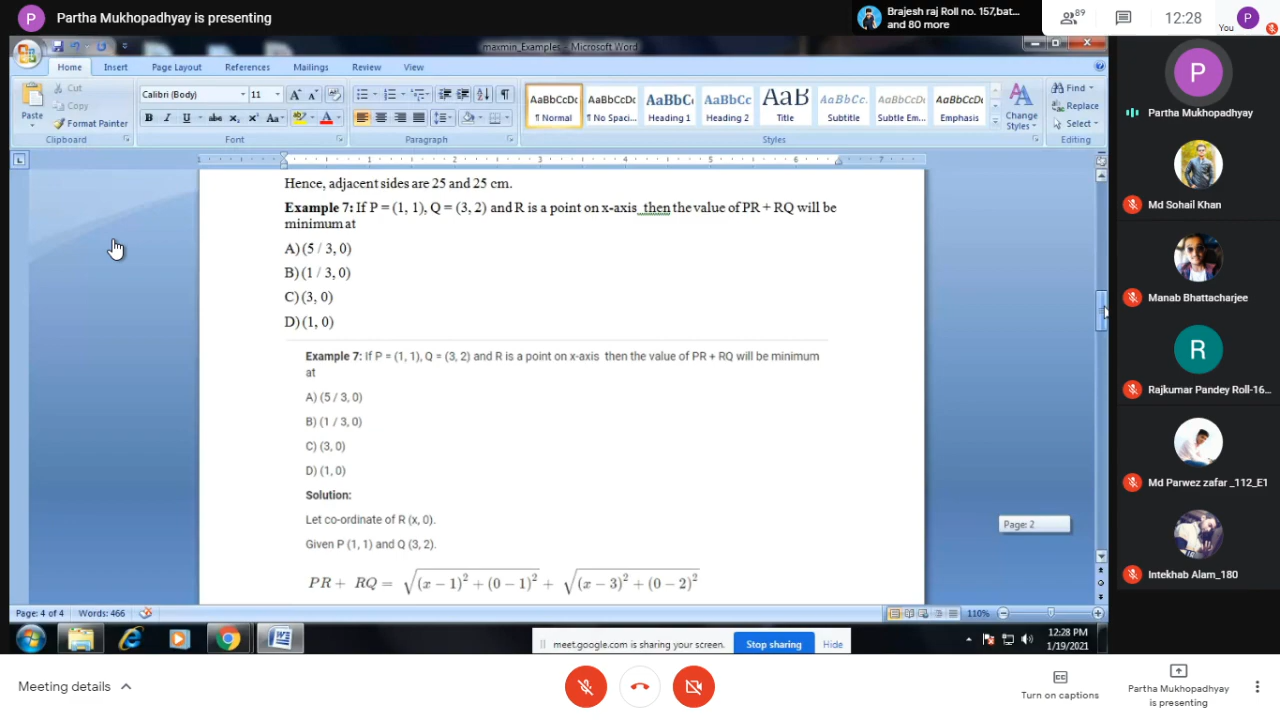 P Partha Mukhopadhyay is presenting
Brajesh raj Roll no. 157,bat...
and 80 more
89
12:28
You
P
maxmin_Examples - Microsoft Word
Home Insert Page Layout References Mailings Review View
Paste
Cut
Copy
Format Painter
Clipboard
Calibri (Body) 11
Font
Paragraph
AaBbCcDc AaBbCcDc AaBbC AaBbCc AaB AaBbCc. AaBbCcDc AaBbCcDc
¶ Normal ¶ No Spaci... Heading 1 Heading 2 Title Subtitle Subtle Em... Emphasis
Styles
Change
Styles
Find
Replace
Select
Editing
1 1 2 3 4 5 6 7
Hence, adjacent sides are 25 and 25 cm.
Example 7: If P = (1, 1), Q = (3, 2) and R is a point on x-axis then the value of PR + RQ will be
minimum at
A) (5 / 3, 0)
B) (1 / 3, 0)
C) (3, 0)
D) (1, 0)
Example 7: If P = (1, 1), Q = (3, 2) and R is a point on x-axis then the value of PR + RQ will be minimum
at
A) (5 / 3, 0)
B) (1 / 3, 0)
C) (3, 0)
D) (1, 0)
Solution:
Let co-ordinate of R (x, 0).
Given P (1, 1) and Q (3, 2).
PR + RQ = √(x − 1)² + (0 − 1)² + √(x − 3)² + (0 − 2)²
Page: 2
Page: 4 of 4 Words: 466
110%
meet.google.com is sharing your screen. Stop sharing Hide
12:28 PM
1/19/2021
P
Partha Mukhopadhyay
Md Sohail Khan
Manab Bhattacharjee
R
Rajkumar Pandey Roll-16...
Md Parwez zafar _112_E1
Intekhab Alam_180
Meeting details
Turn on captions
Partha Mukhopadhyay
is presenting